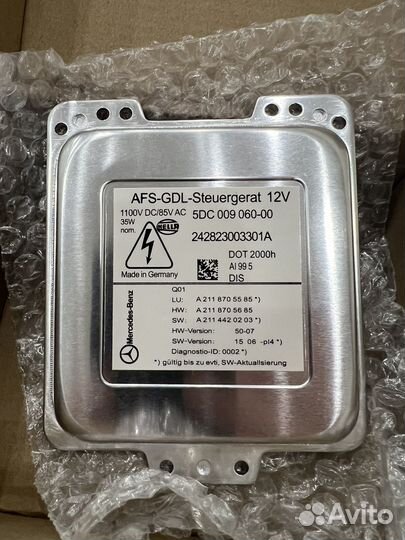 AFS-GDL-Steuergerat 12V
1100V DC/85V AC
35W
nom.
HELLA
5DC 009 060-00
242823003301A
DOT 2000h
AI 99 5
DIS
Made in Germany
Mercedes-Benz
Q01
LU: A 211 870 55 85 *)
HW: A 211 870 56 85
SW: A 211 442 02 03 *)
HW-Version: 50-07
SW-Version: 15 06 -pl4 *)
Diagnostic-ID: 0002 *)
*) gültig bis zu evtl, SW-Aktualisierung
Avito